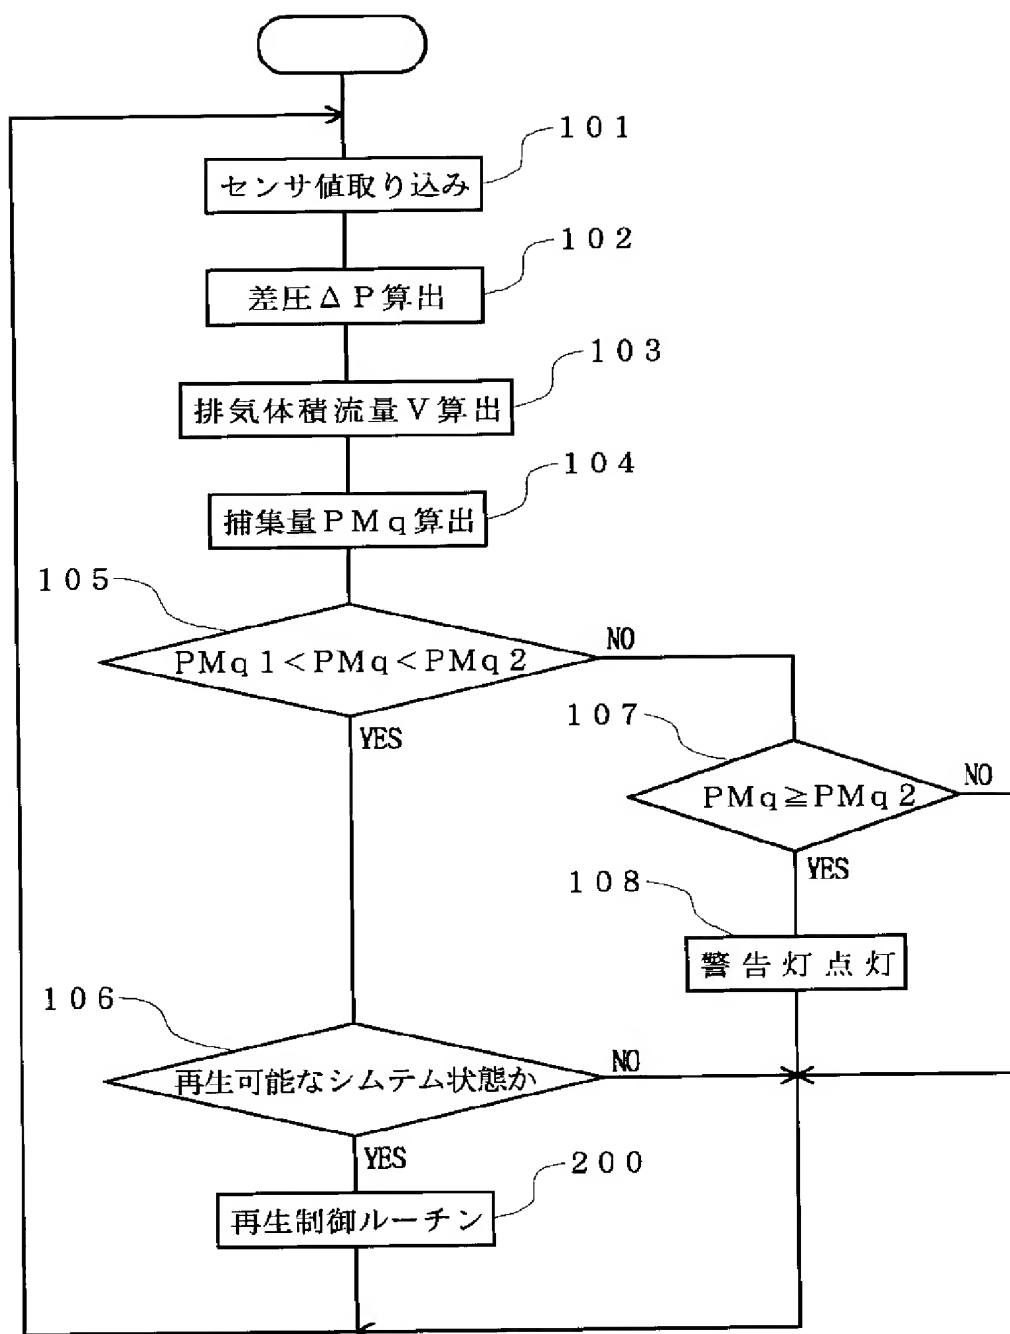 101
センサ値取り込み
102
差圧ΔP算出
103
排気体積流量V算出
104
捕集量PMq算出
105
PMq1<PMq<PMq2
NO
YES
107
PMq≧PMq2
NO
YES
108
警告灯点灯
106
再生可能なシムテム状態か
NO
YES
200
再生制御ルーチン